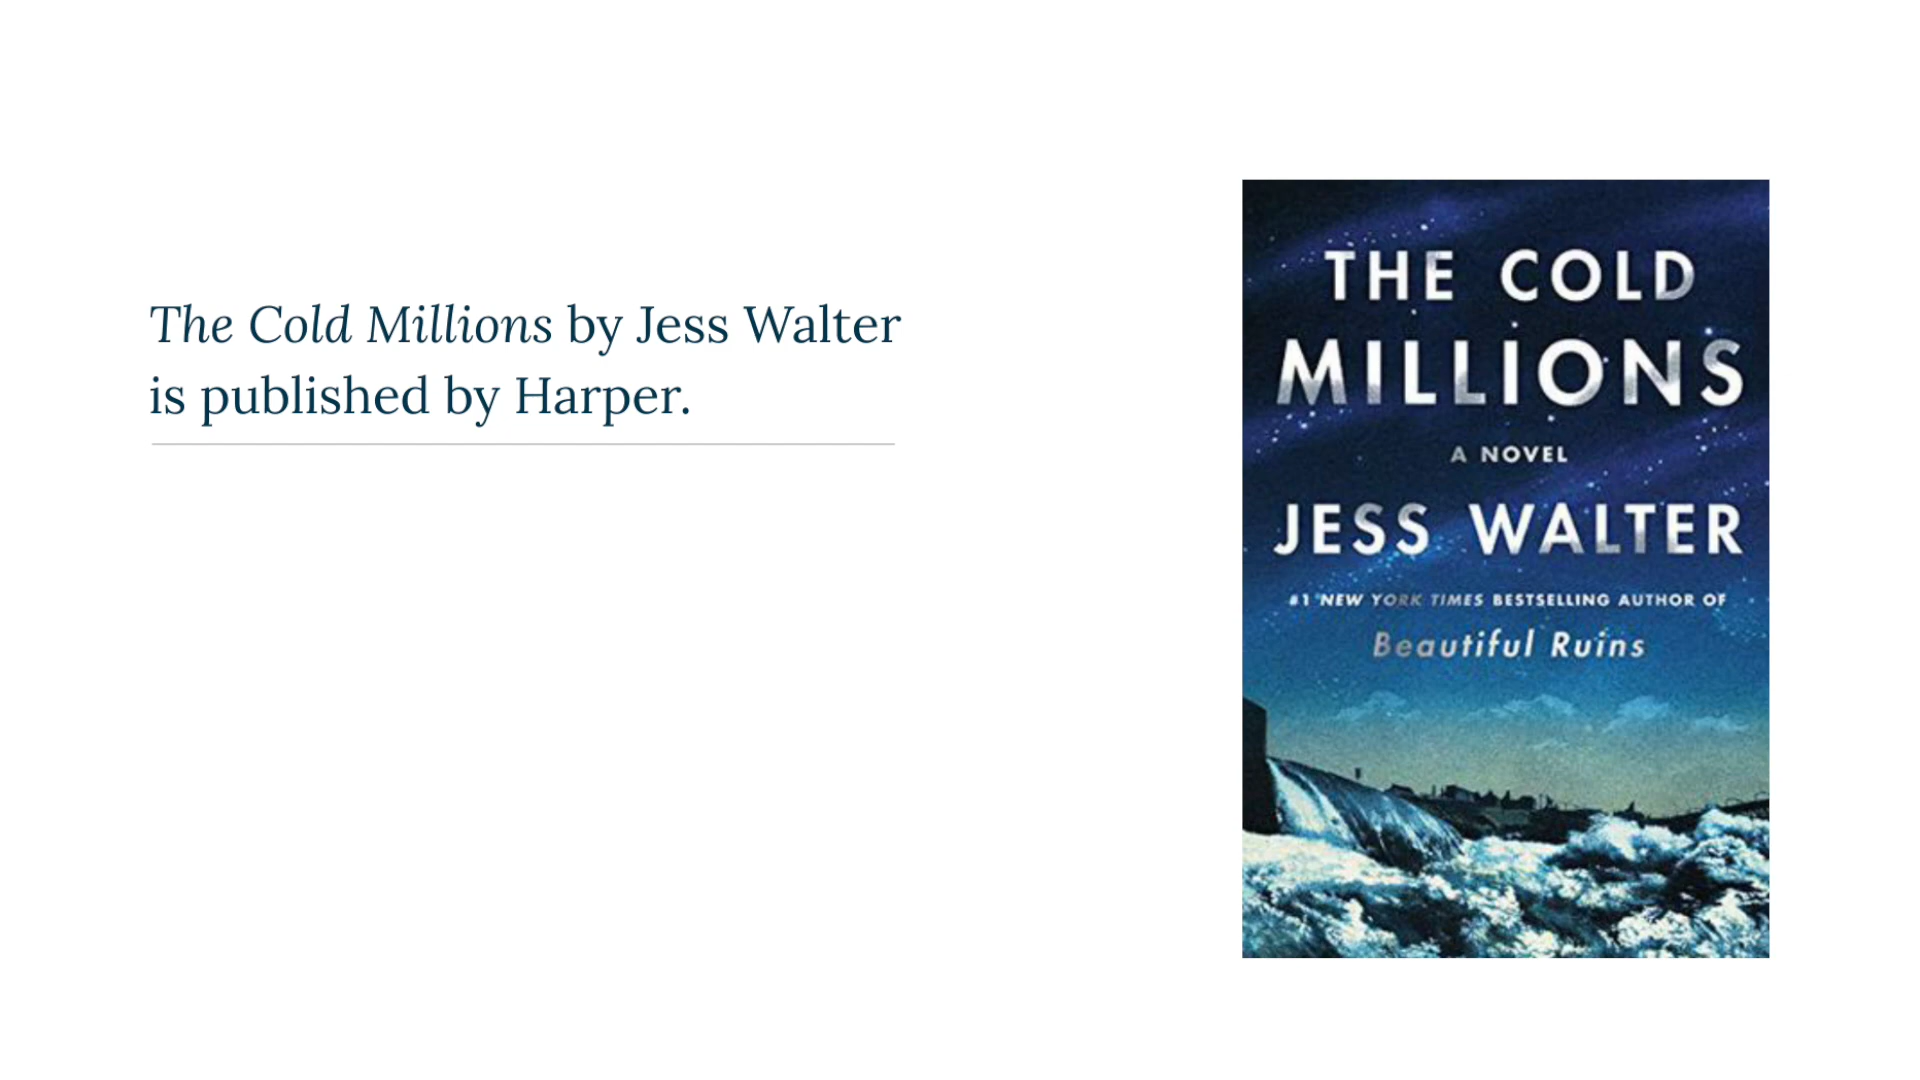 The Cold Millions by Jess Walter
is published by Harper.
THE COLD
MILLIONS
A NOVEL
JESS WALTER
#1 NEW YORK TIMES BESTSELLING AUTHOR OF
Beautiful Ruins